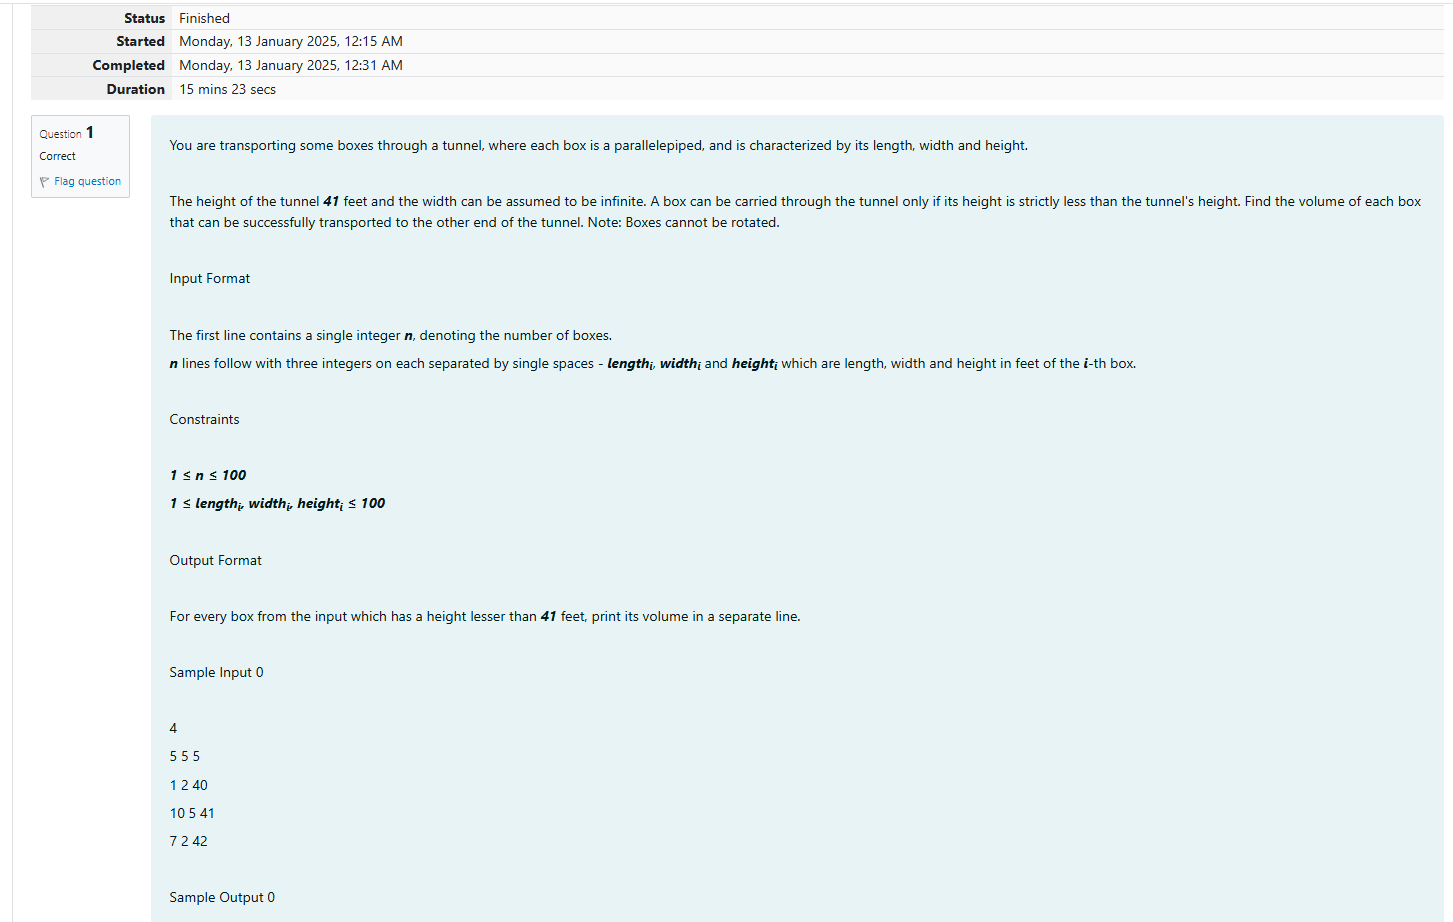 Status Finished
Started Monday, 13 January 2025, 12:15 AM
Completed Monday, 13 January 2025, 12:31 AM
Duration 15 mins 23 secs
Question 1
Correct
Flag question
You are transporting some boxes through a tunnel, where each box is a parallelepiped, and is characterized by its length, width and height.
The height of the tunnel 41 feet and the width can be assumed to be infinite. A box can be carried through the tunnel only if its height is strictly less than the tunnel's height. Find the volume of each box
that can be successfully transported to the other end of the tunnel. Note: Boxes cannot be rotated.
Input Format
The first line contains a single integer n, denoting the number of boxes.
n lines follow with three integers on each separated by single spaces - lengthᵢ, widthᵢ and heightᵢ which are length, width and height in feet of the i-th box.
Constraints
1 ≤ n ≤ 100
1 ≤ lengthᵢ, widthᵢ, heightᵢ ≤ 100
Output Format
For every box from the input which has a height lesser than 41 feet, print its volume in a separate line.
Sample Input 0
4
5 5 5
1 2 40
10 5 41
7 2 42
Sample Output 0